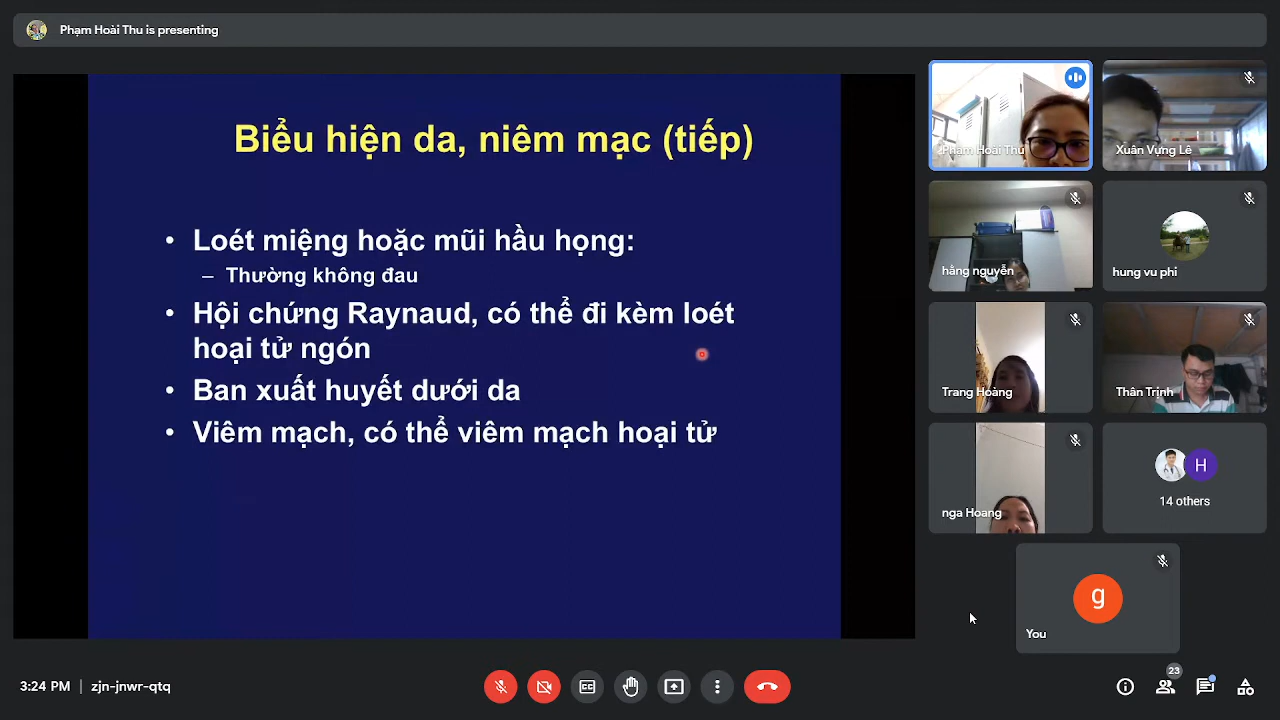 Phạm Hoài Thu is presenting
Biểu hiện da, niêm mạc (tiếp)
• Loét miệng hoặc mũi hầu họng:
– Thường không đau
• Hội chứng Raynaud, có thể đi kèm loét
hoại tử ngón
• Ban xuất huyết dưới da
• Viêm mạch, có thể viêm mạch hoại tử
Phạm Hoài Thu
Xuân Vựng Lê
hằng nguyễn
hung vu phi
Trang Hoàng
Thân Trịnh
nga Hoang
H
14 others
g
You
3:24 PM | zjn-jnwr-qtq
23